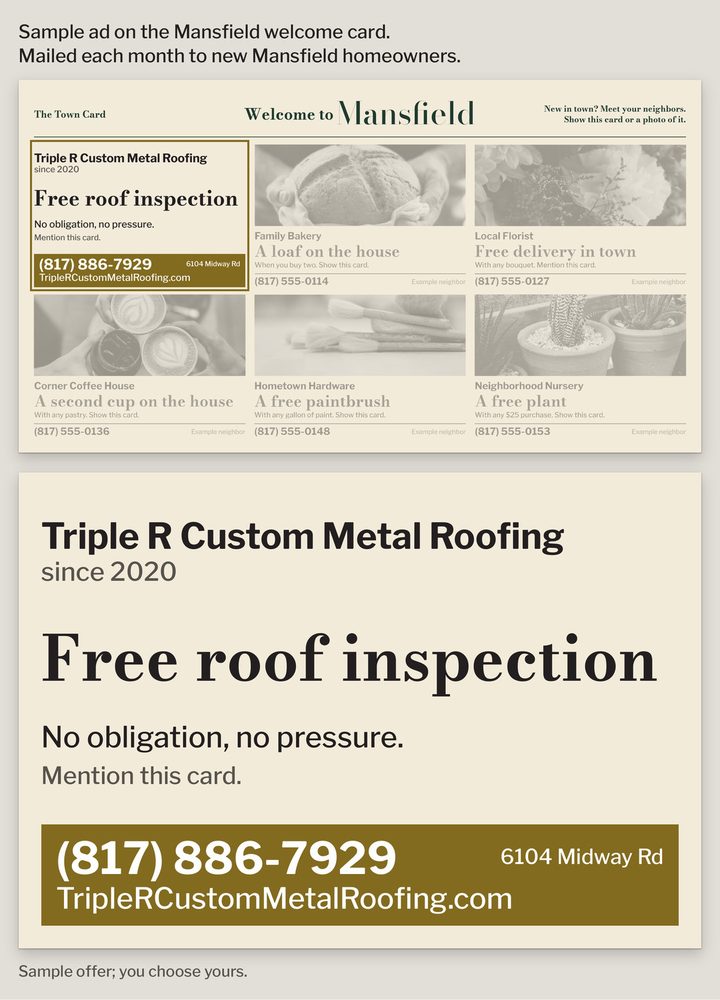 Sample ad on the Mansfield welcome card.
Mailed each month to new Mansfield homeowners.
The Town Card
Welcome to Mansfield
New in town? Meet your neighbors.
Show this card or a photo of it.
Triple R Custom Metal Roofing
since 2020
Free roof inspection
No obligation, no pressure.
Mention this card.
(817) 886-7929
6104 Midway Rd
TripleRCustomMetalRoofing.com
Family Bakery
A loaf on the house
When you buy two. Show this card.
(817) 555-0114
Example neighbor
Local Florist
Free delivery in town
With any bouquet. Mention this card.
(817) 555-0127
Example neighbor
Corner Coffee House
A second cup on the house
With any pastry. Show this card.
(817) 555-0136
Example neighbor
Hometown Hardware
A free paintbrush
With any gallon of paint. Show this card.
(817) 555-0148
Example neighbor
Neighborhood Nursery
A free plant
With any $25 purchase. Show this card.
(817) 555-0153
Example neighbor
Triple R Custom Metal Roofing
since 2020
Free roof inspection
No obligation, no pressure.
Mention this card.
(817) 886-7929
6104 Midway Rd
TripleRCustomMetalRoofing.com
Sample offer; you choose yours.